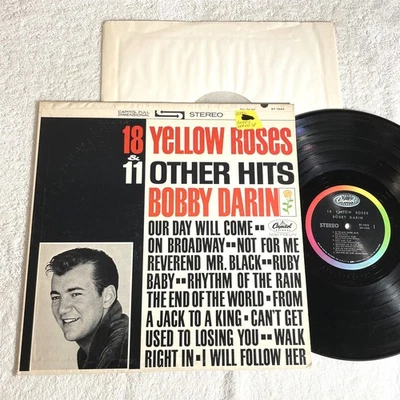 CAPITOL FULL DIMENSIONAL STEREO
18 YELLOW ROSES
& 11 OTHER HITS
BOBBY DARIN
Capitol
OUR DAY WILL COME••
ON BROADWAY••NOT FOR ME
REVEREND MR. BLACK••RUBY
BABY••RHYTHM OF THE RAIN
THE END OF THE WORLD•FROM
A JACK TO A KING•CAN'T GET
USED TO LOSING YOU••WALK
RIGHT IN•I WILL FOLLOW HER
18 YELLOW ROSES
BOBBY DARIN
STEREO
1